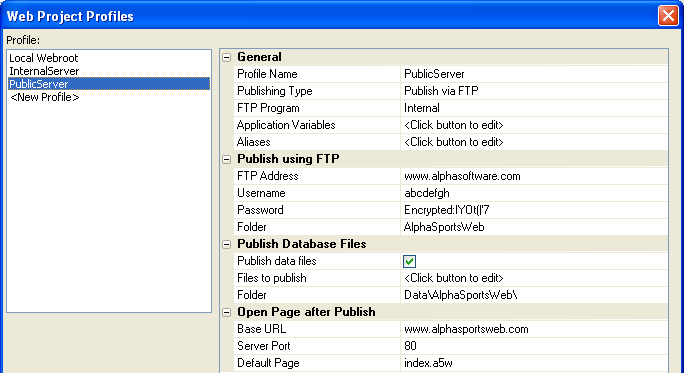 Web Project Profiles
Profile:
Local Webroot
InternalServer
PublicServer
<New Profile>
General
Profile Name PublicServer
Publishing Type Publish via FTP
FTP Program Internal
Application Variables <Click button to edit>
Aliases <Click button to edit>
Publish using FTP
FTP Address www.alphasoftware.com
Username abcdefgh
Password
Folder AlphaSportsWeb
Publish Database Files
Publish data files
Files to publish <Click button to edit>
Folder Data\AlphaSportsWeb\
Open Page after Publish
Base URL www.alphasportsweb.com
Server Port 80
Default Page index.a5w